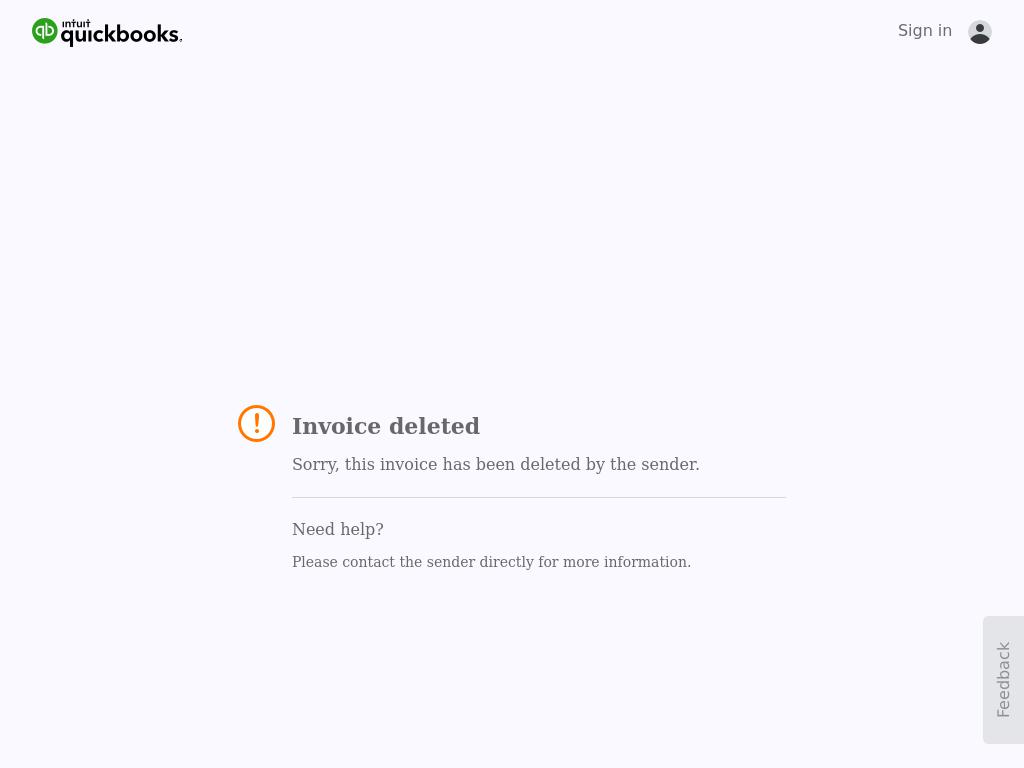 intuit
quickbooks.
Sign in
Invoice deleted
Sorry, this invoice has been deleted by the sender.
Need help?
Please contact the sender directly for more information.
Feedback